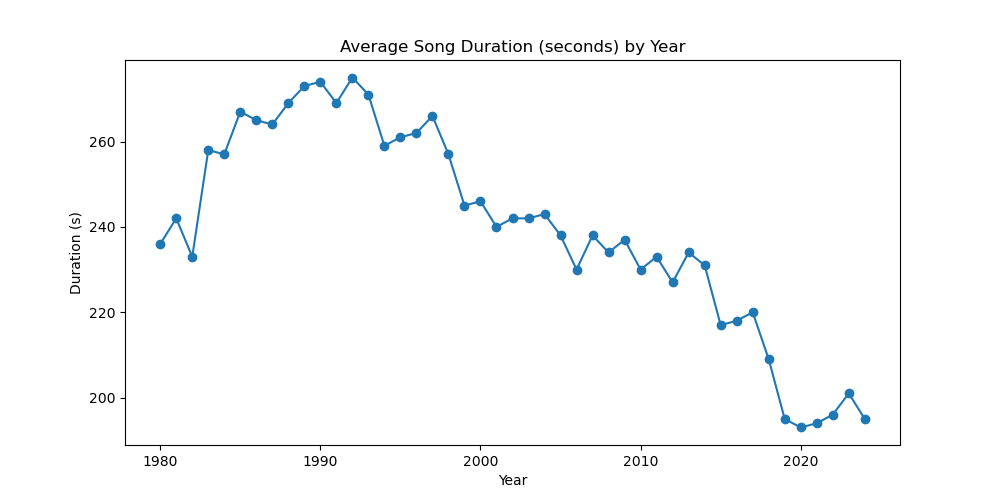 Average Song Duration (seconds) by Year
260
240
220
200
Duration (s)
1980 1990 2000 2010 2020
Year